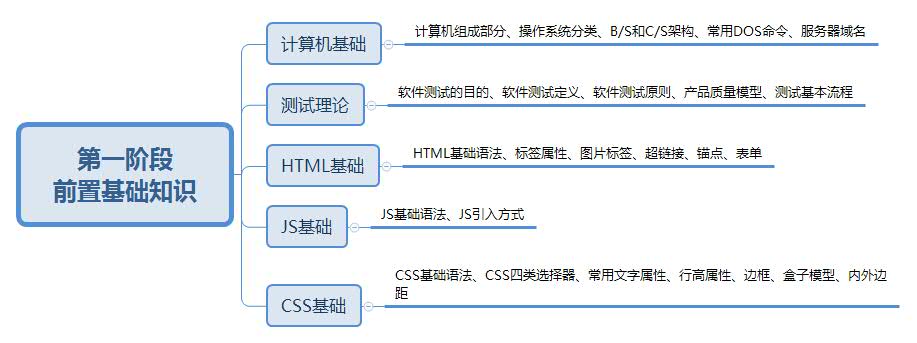 第一阶段
前置基础知识
计算机基础
计算机组成部分、操作系统分类、B/S和C/S架构、常用DOS命令、服务器域名
测试理论
软件测试的目的、软件测试定义、软件测试原则、产品质量模型、测试基本流程
HTML基础
HTML基础语法、标签属性、图片标签、超链接、锚点、表单
JS基础
JS基础语法、JS引入方式
CSS基础
CSS基础语法、CSS四类选择器、常用文字属性、行高属性、边框、盒子模型、内外边
距